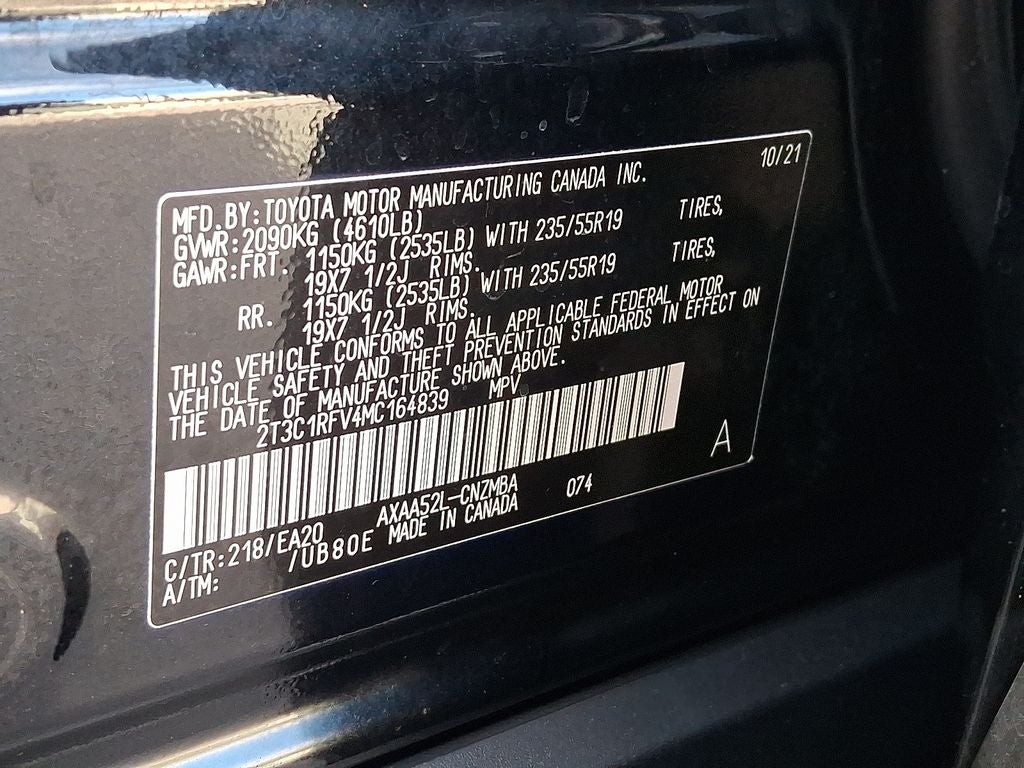 10/21
MFD.BY:TOYOTA MOTOR MANUFACTURING CANADA INC.
GVWR:2090KG (4610LB)
GAWR:FRT. 1150KG (2535LB) WITH 235/55R19 TIRES,
19X7 1/2J RIMS.
RR. 1150KG (2535LB) WITH 235/55R19 TIRES,
19X7 1/2J RIMS.
THIS VEHICLE CONFORMS TO ALL APPLICABLE FEDERAL MOTOR
VEHICLE SAFETY AND THEFT PREVENTION STANDARDS IN EFFECT ON
THE DATE OF MANUFACTURE SHOWN ABOVE.
2T3C1RFV4MC164839 MPV
A
C/TR:218/EA20 AXAA52L-CNZMBA 074
A/TM: /UB80E MADE IN CANADA